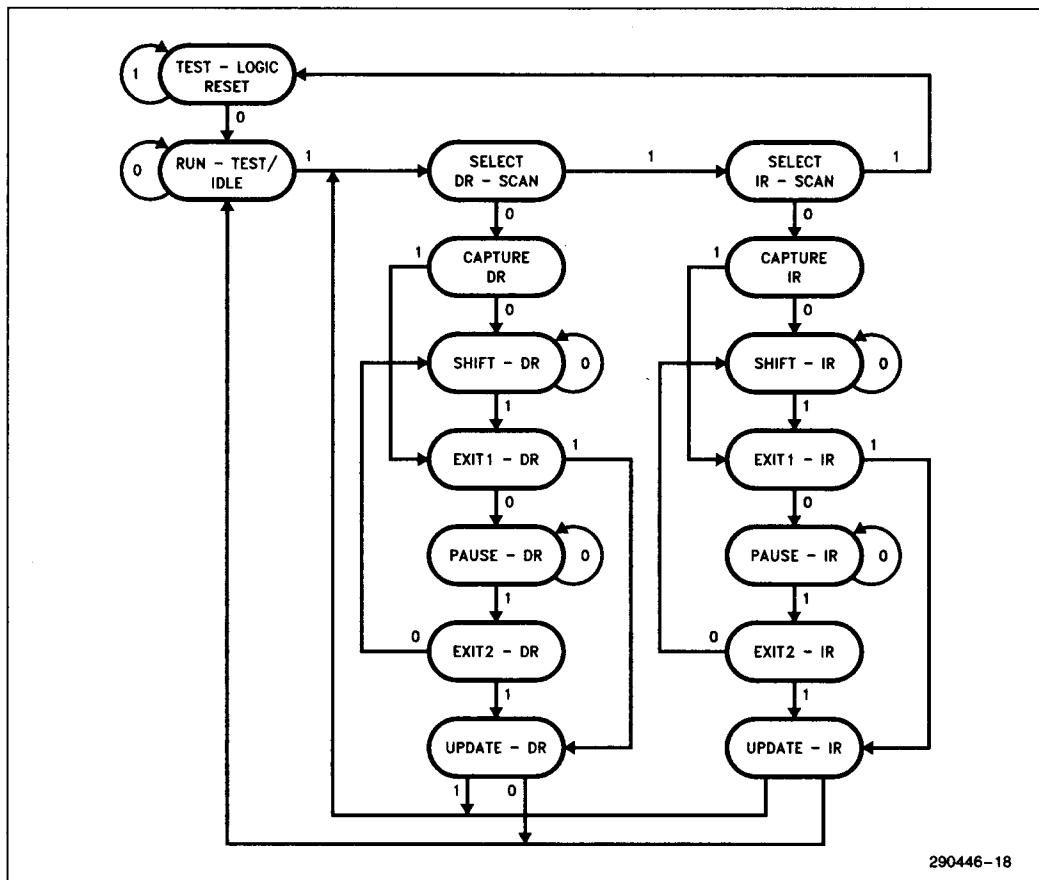 TEST - LOGIC
RESET
1
0
RUN - TEST/
IDLE
0
1
SELECT
DR - SCAN
1
SELECT
IR - SCAN
1
0
0
1
CAPTURE
DR
1
CAPTURE
IR
0
0
SHIFT - DR
0
SHIFT - IR
0
1
1
EXIT1 - DR
1
EXIT1 - IR
1
0
0
PAUSE - DR
0
PAUSE - IR
0
1
1
0
EXIT2 - DR
0
EXIT2 - IR
1
1
UPDATE - DR
UPDATE - IR
1
0
290446-18